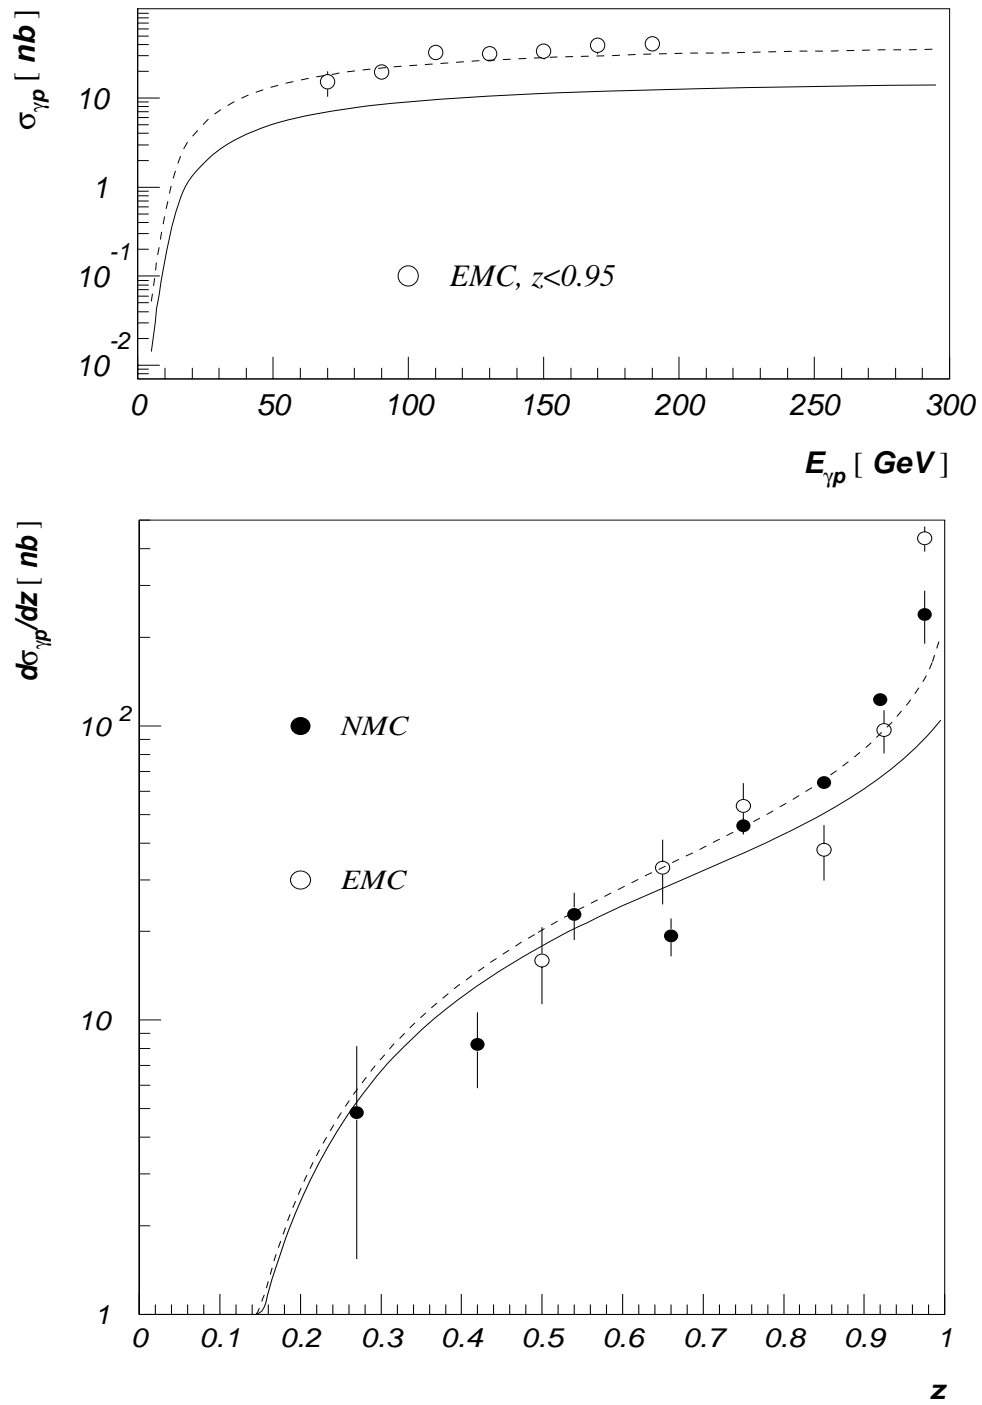 σγp [ nb ]
10
1
10 -1
10 -2
EMC, z<0.95
0 50 100 150 200 250 300
Eγp [ GeV ]
dσγp/dz [ nb ]
10 2
NMC
EMC
10
1
0 0.1 0.2 0.3 0.4 0.5 0.6 0.7 0.8 0.9 1
z